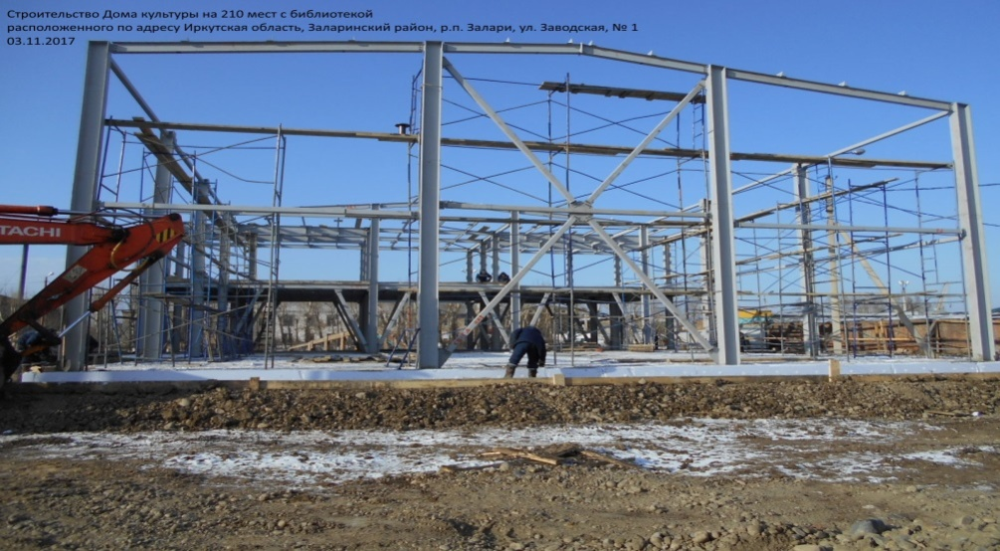 Строительство Дома культуры на 210 мест с библиотекой
расположенного по адресу Иркутская область, Заларинский район, р.п. Залари, ул. Заводская, № 1
03.11.2017
ITACHI